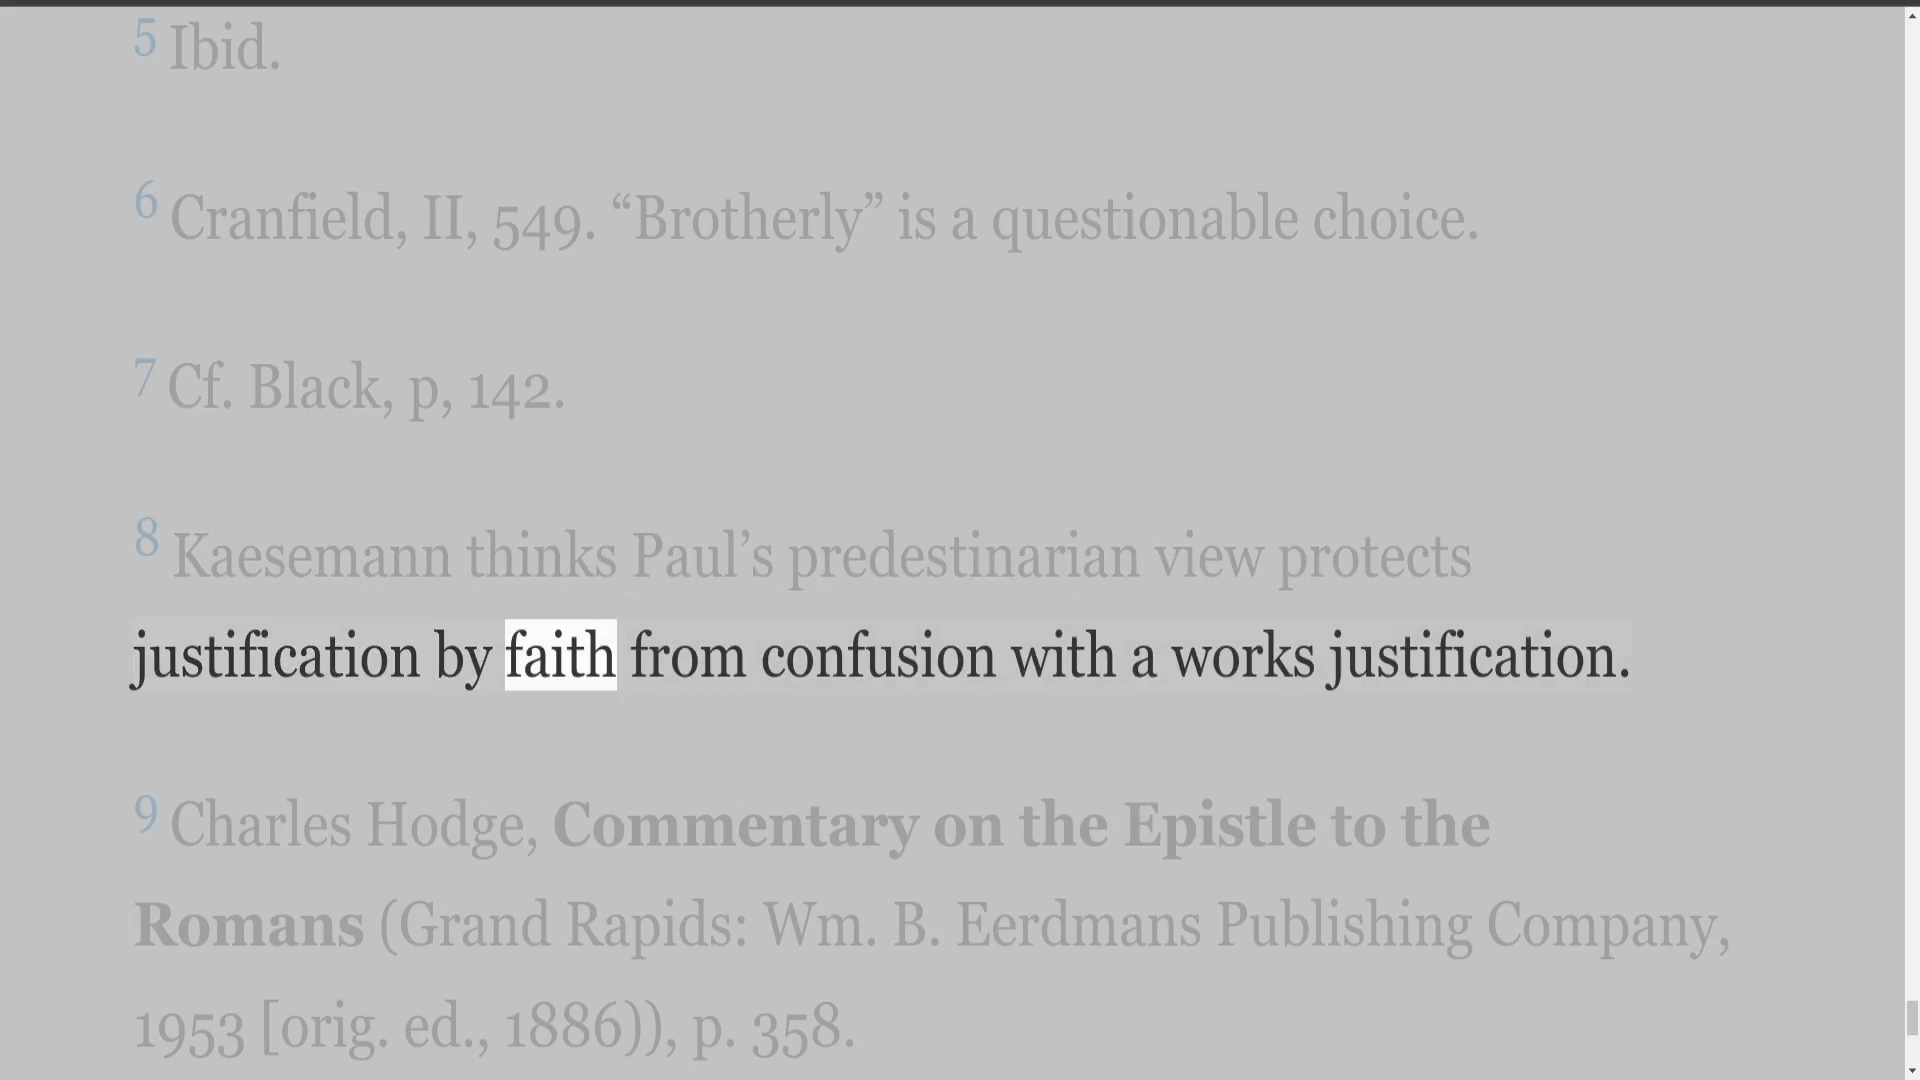 5 Ibid.
6 Cranfield, II, 549. “Brotherly” is a questionable choice.
7 Cf. Black, p, 142.
8 Kaesemann thinks Paul’s predestinarian view protects
justification by faith from confusion with a works justification.
9 Charles Hodge, Commentary on the Epistle to the
Romans (Grand Rapids: Wm. B. Eerdmans Publishing Company,
1953 [orig. ed., 1886)), p. 358.